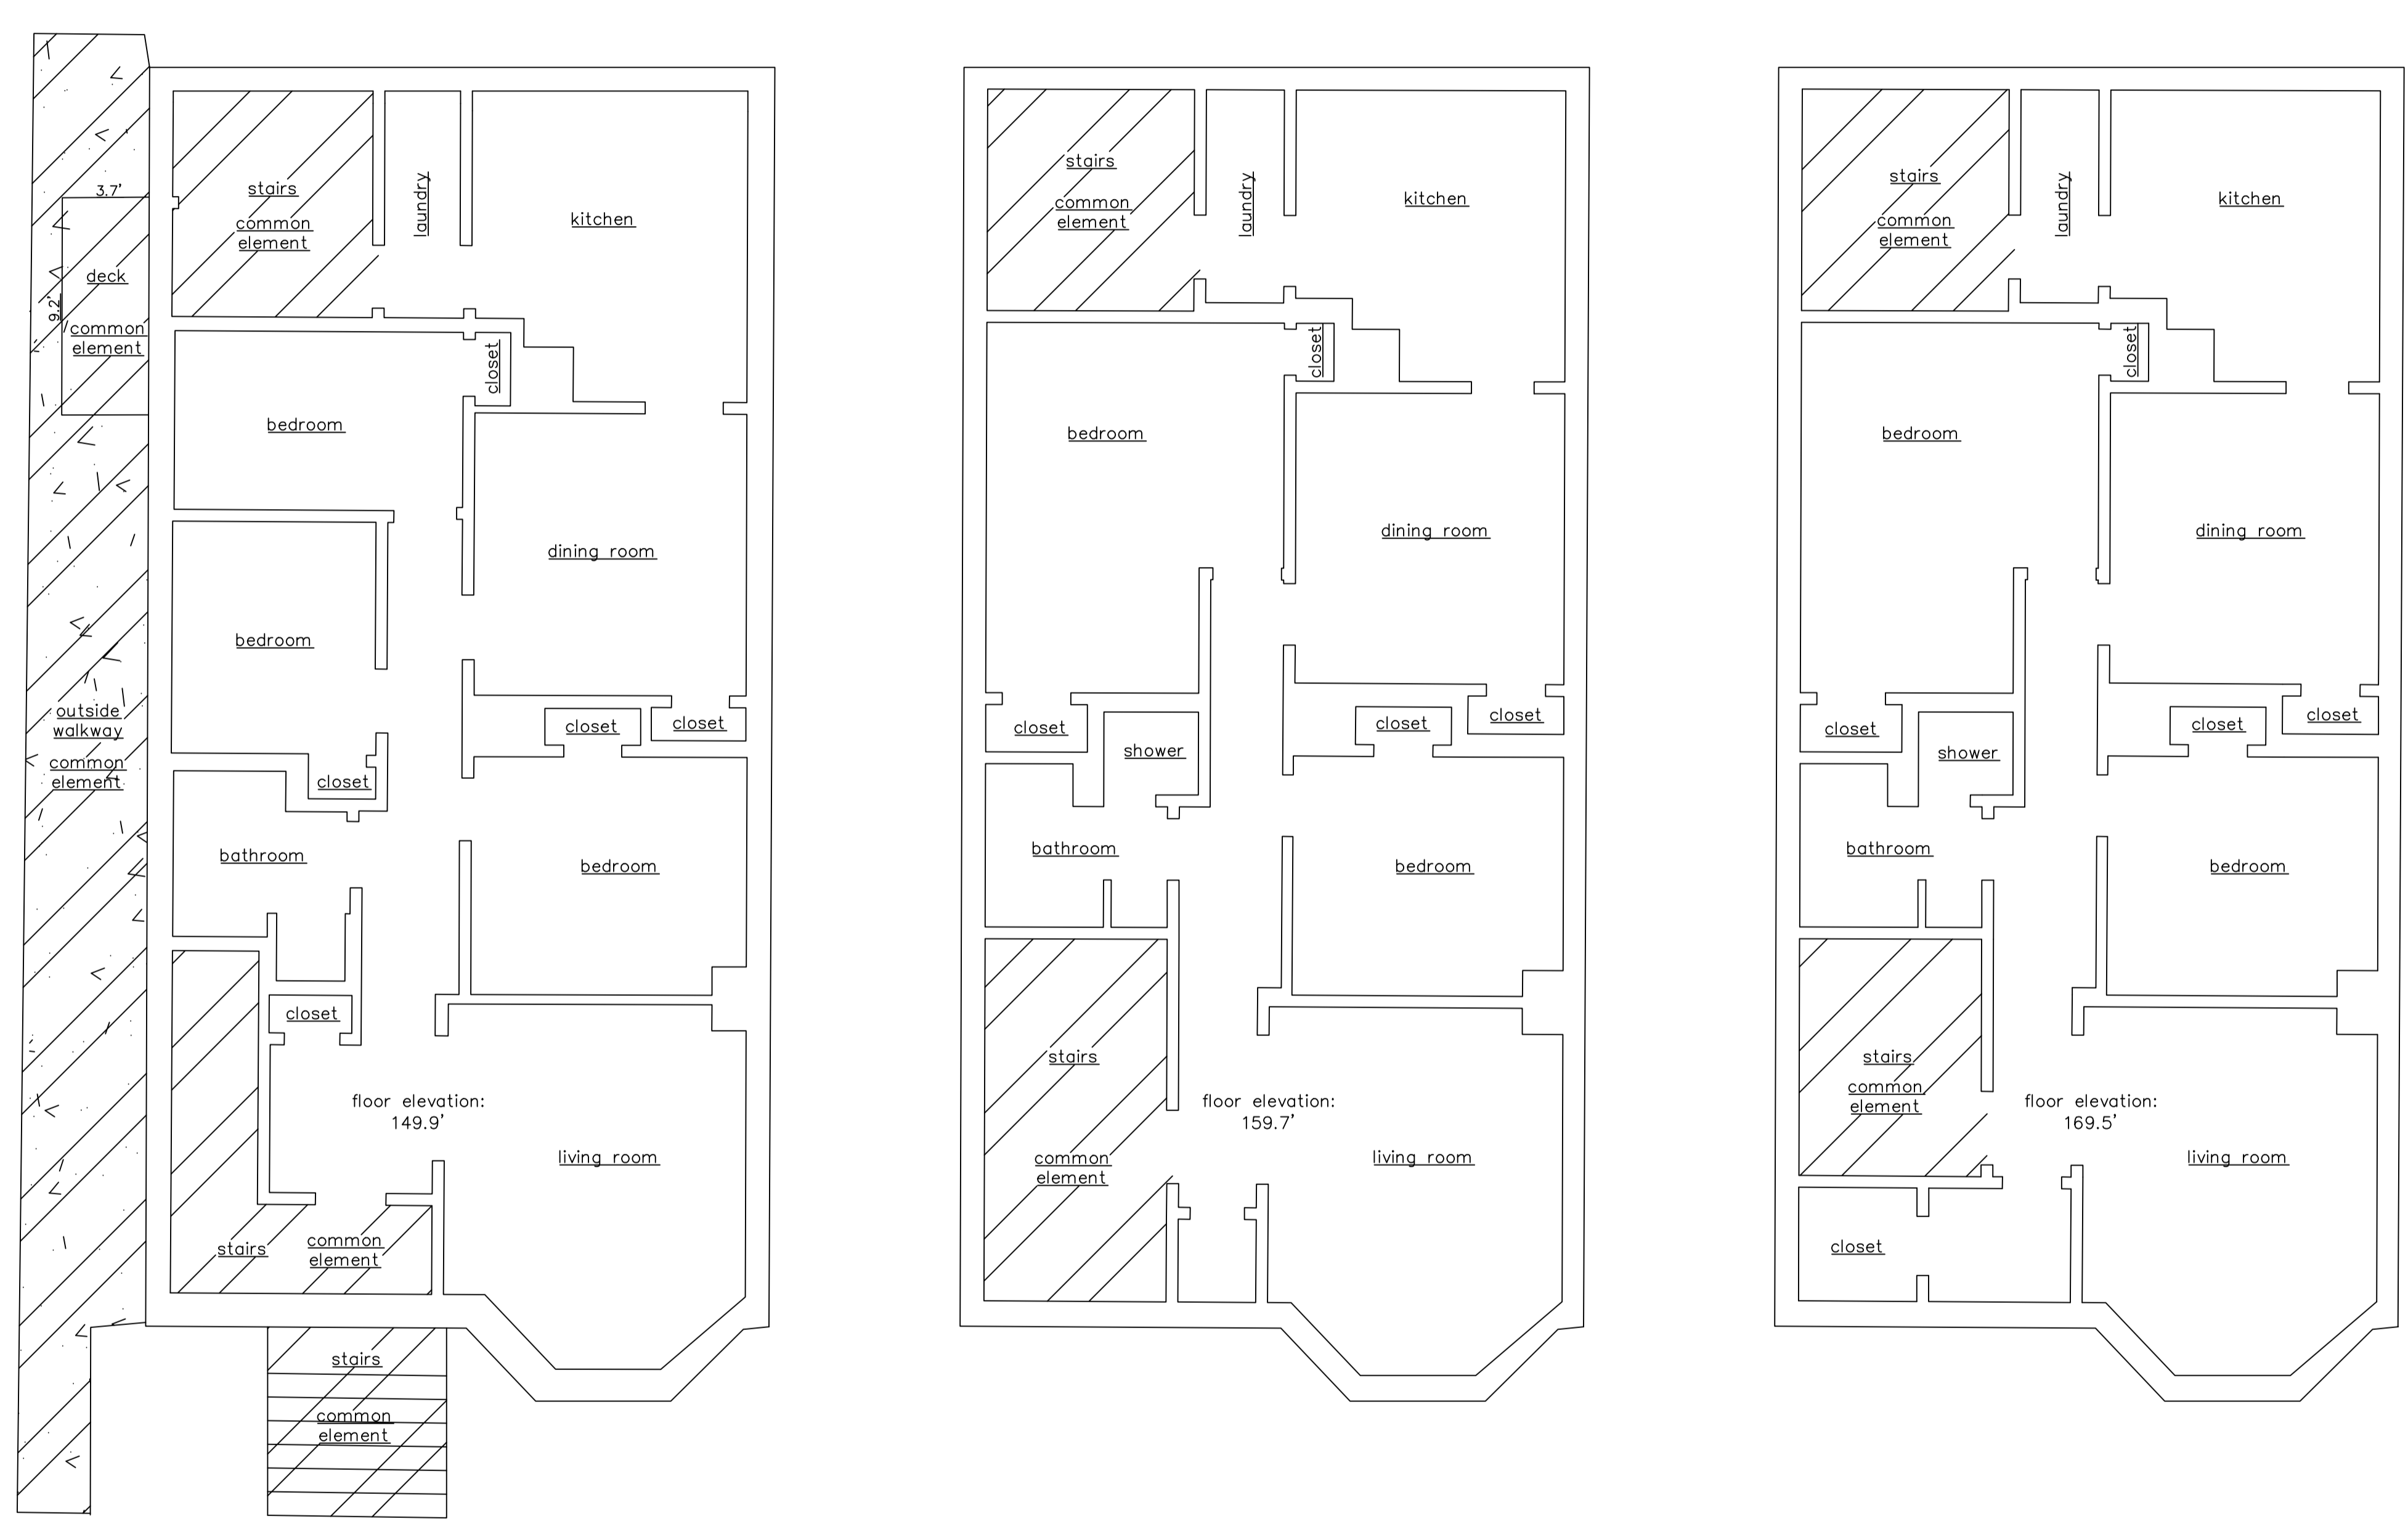 3.7'
9.2'
deck
common
element
outside
walkway
common
element
stairs
common
element
laundry
kitchen
closet
bedroom
dining room
bedroom
closet
closet
closet
bathroom
bedroom
closet
floor elevation:
149.9'
living room
stairs
common
element
stairs
common
element
stairs
common
element
laundry
kitchen
closet
bedroom
dining room
closet
shower
closet
closet
bathroom
bedroom
stairs
common
element
floor elevation:
159.7'
living room
stairs
common
element
laundry
kitchen
closet
bedroom
dining room
closet
shower
closet
closet
bathroom
bedroom
stairs
common
element
floor elevation:
169.5'
living room
closet